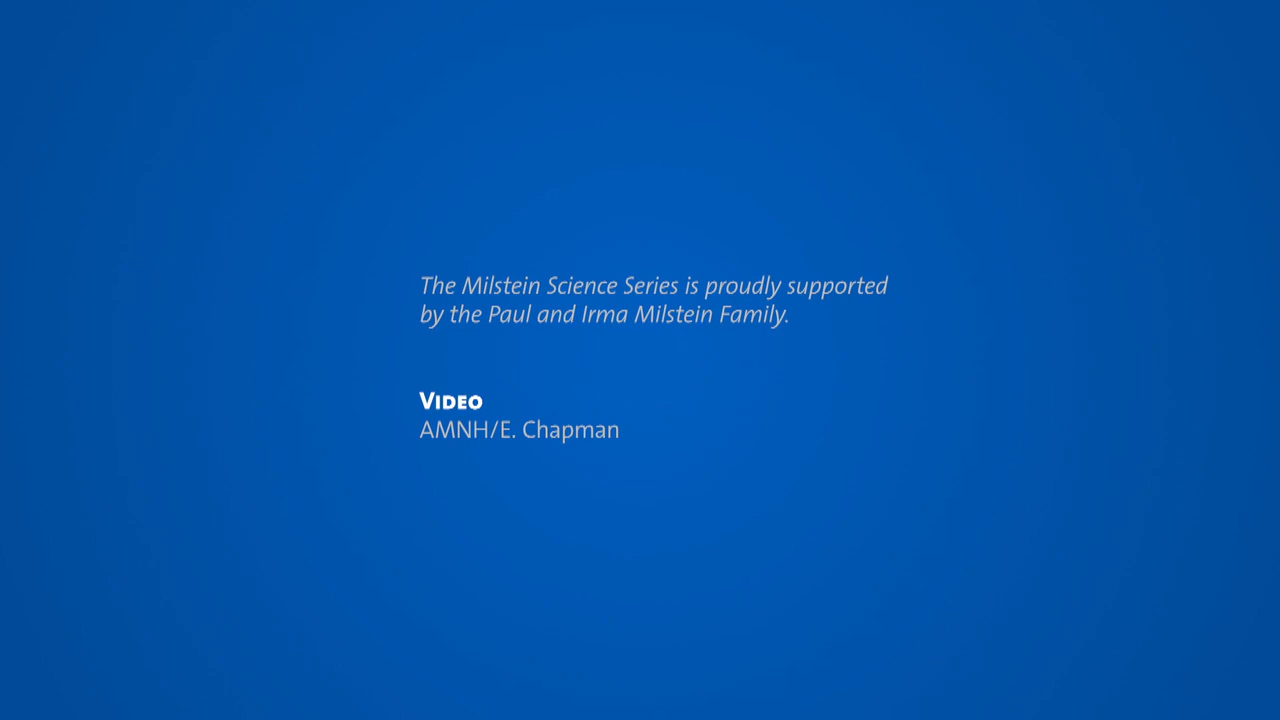 The Milstein Science Series is proudly supported
by the Paul and Irma Milstein Family.
Video
AMNH/E. Chapman